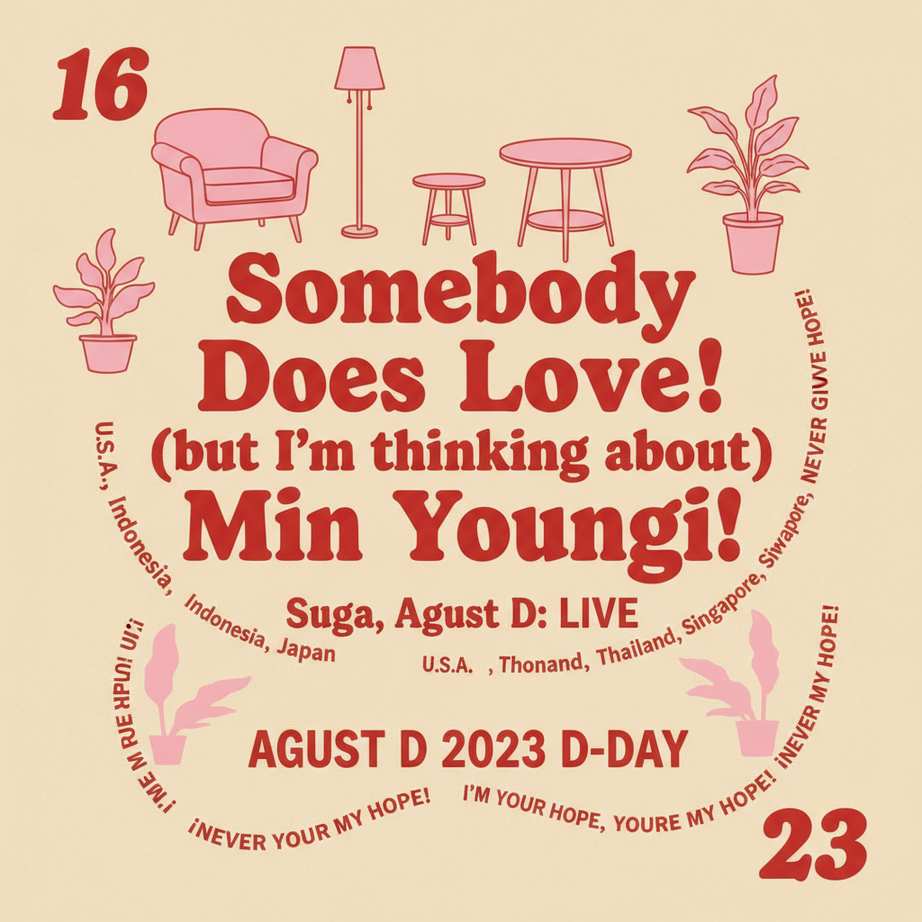 16
Somebody
Does Love!
(but I'm thinking about)
Min Youngi!
Suga, Agust D: LIVE
U.S.A., Indonesia, Indonesia, Japan
U.S.A. , Thonand, Thailand, Singapore, Siwapore, NEVER GIVVE HOPE!
AGUST D 2023 D-DAY
¡NEVER YOUR MY HOPE!
I'M YOUR HOPE, YOURE MY HOPE! ¡NEVER MY HOPE!
23